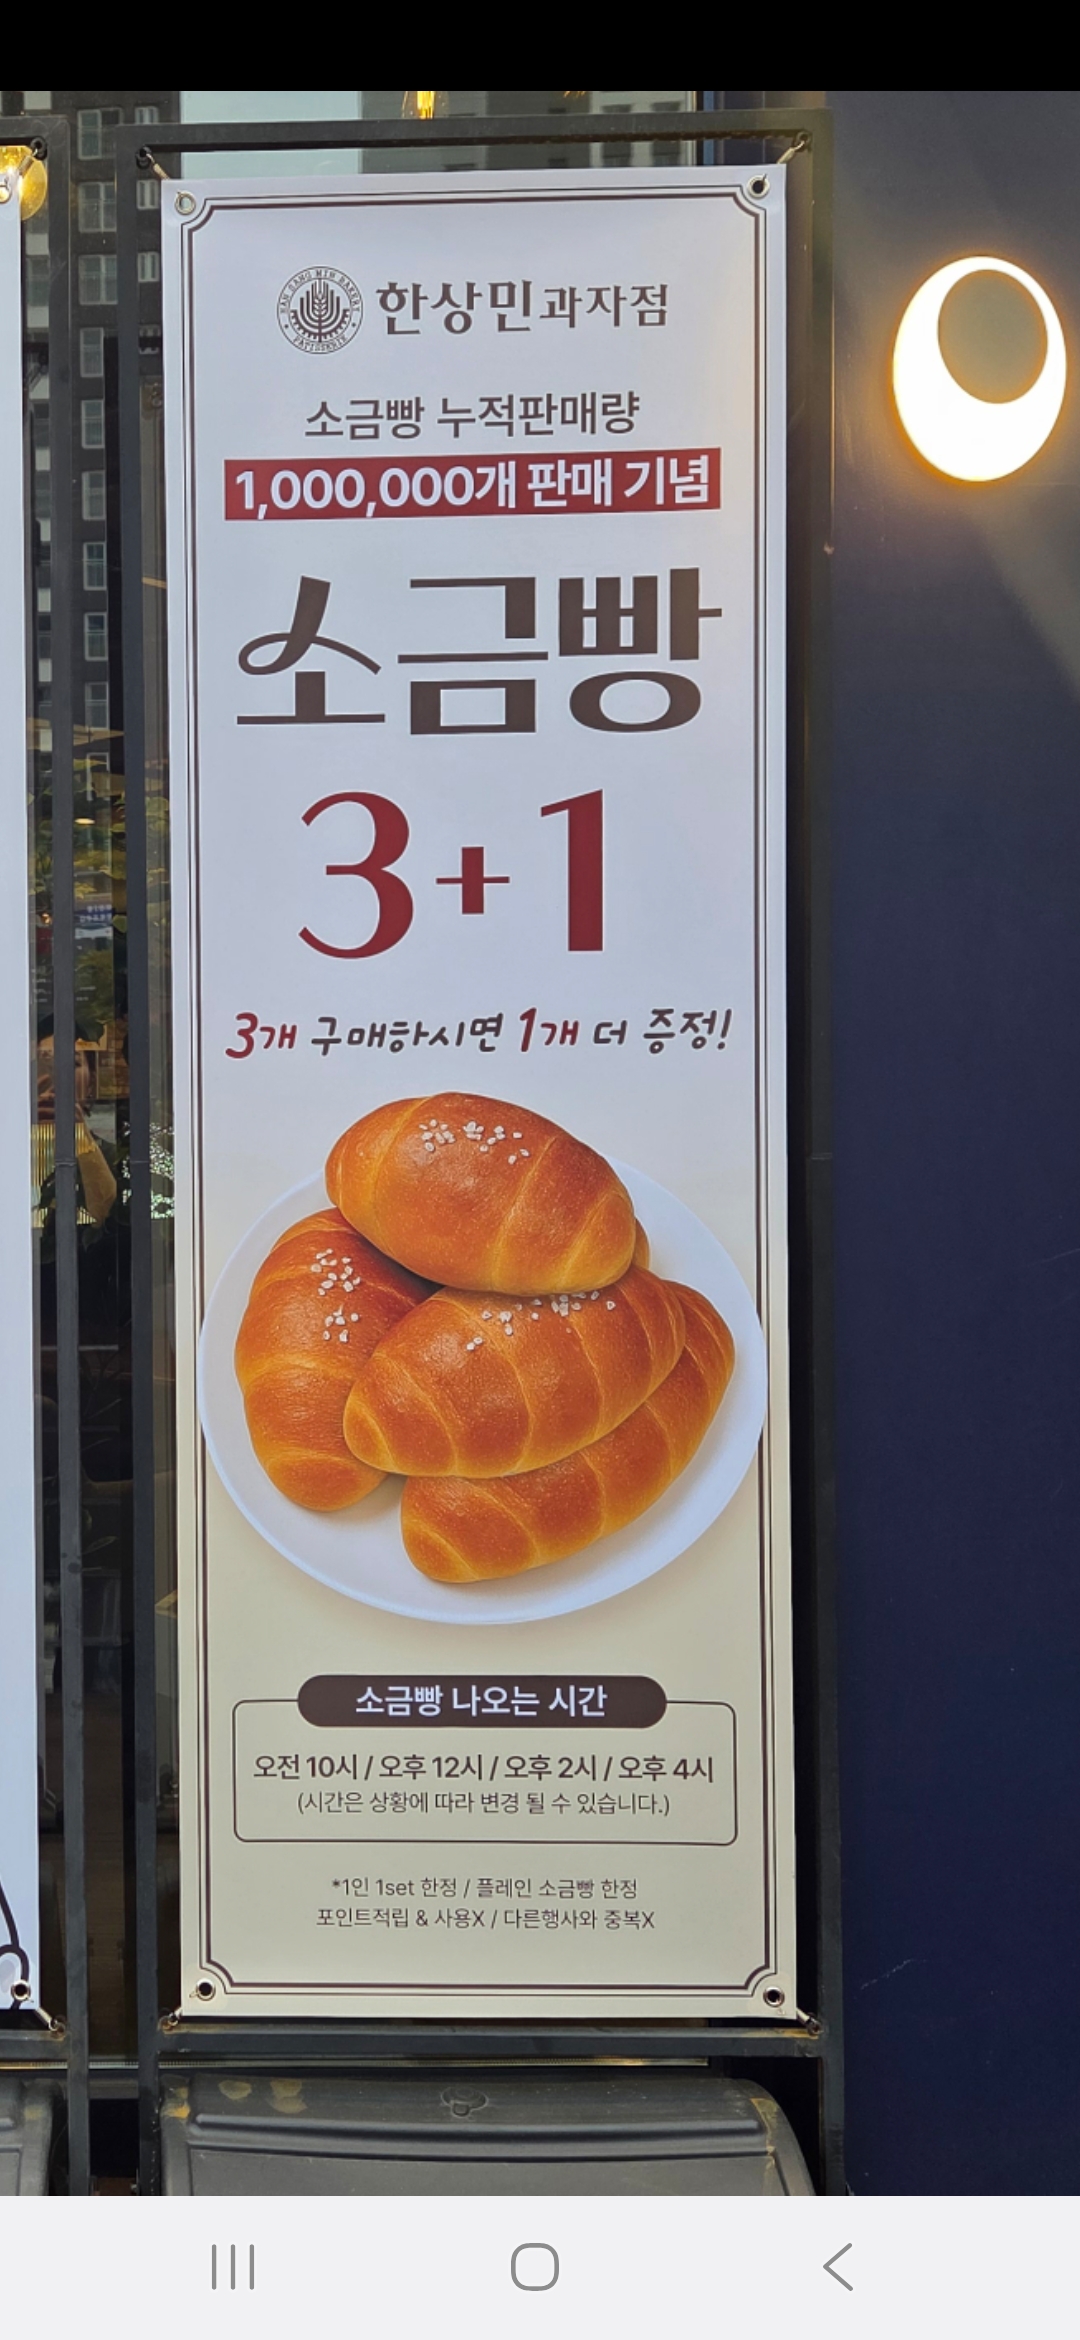 HAN SANG MIN BAKERY
PATISSERIE
한상민과자점
소금빵 누적판매량
1,000,000개 판매 기념
소금빵
3+1
3개 구매하시면 1개 더 증정!
소금빵 나오는 시간
오전 10시 / 오후 12시 / 오후 2시 / 오후 4시
(시간은 상황에 따라 변경 될 수 있습니다.)
*1인 1set 한정 / 플레인 소금빵 한정
포인트적립 & 사용X / 다른행사와 중복X